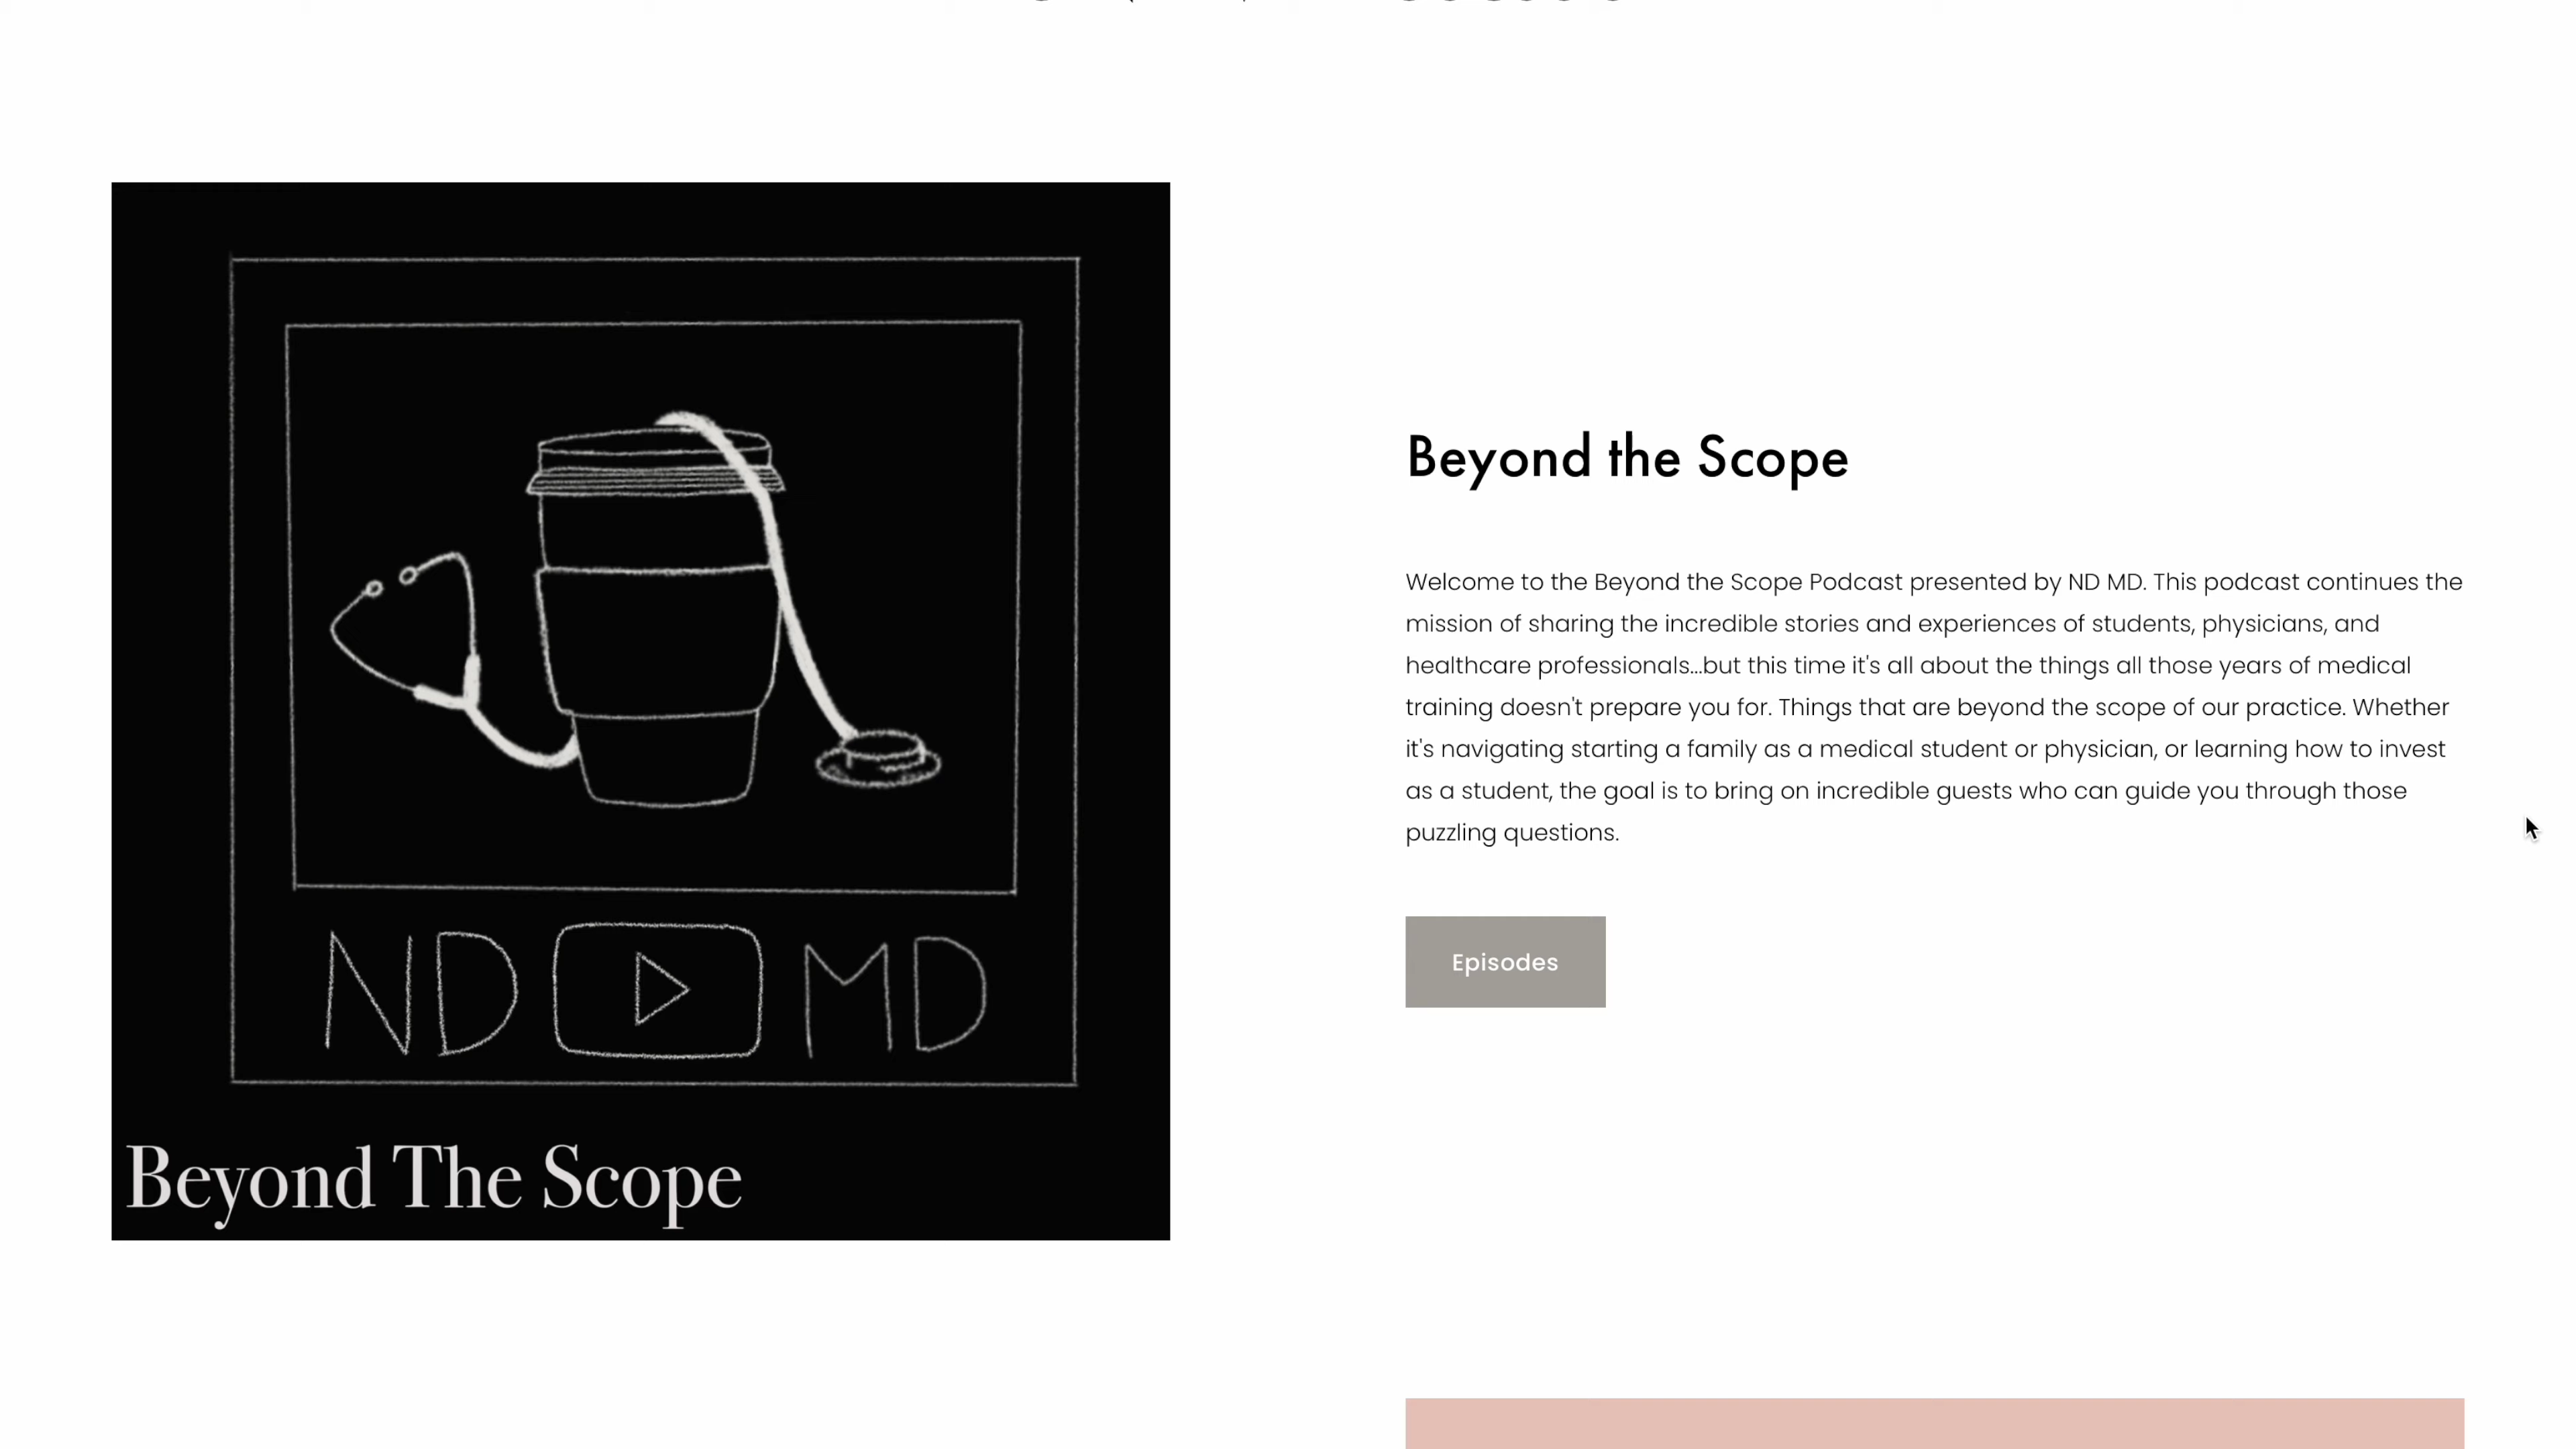 ND MD
Beyond The Scope
Beyond the Scope
Welcome to the Beyond the Scope Podcast presented by ND MD. This podcast continues the
mission of sharing the incredible stories and experiences of students, physicians, and
healthcare professionals...but this time it's all about the things all those years of medical
training doesn't prepare you for. Things that are beyond the scope of our practice. Whether
it's navigating starting a family as a medical student or physician, or learning how to invest
as a student, the goal is to bring on incredible guests who can guide you through those
puzzling questions.
Episodes